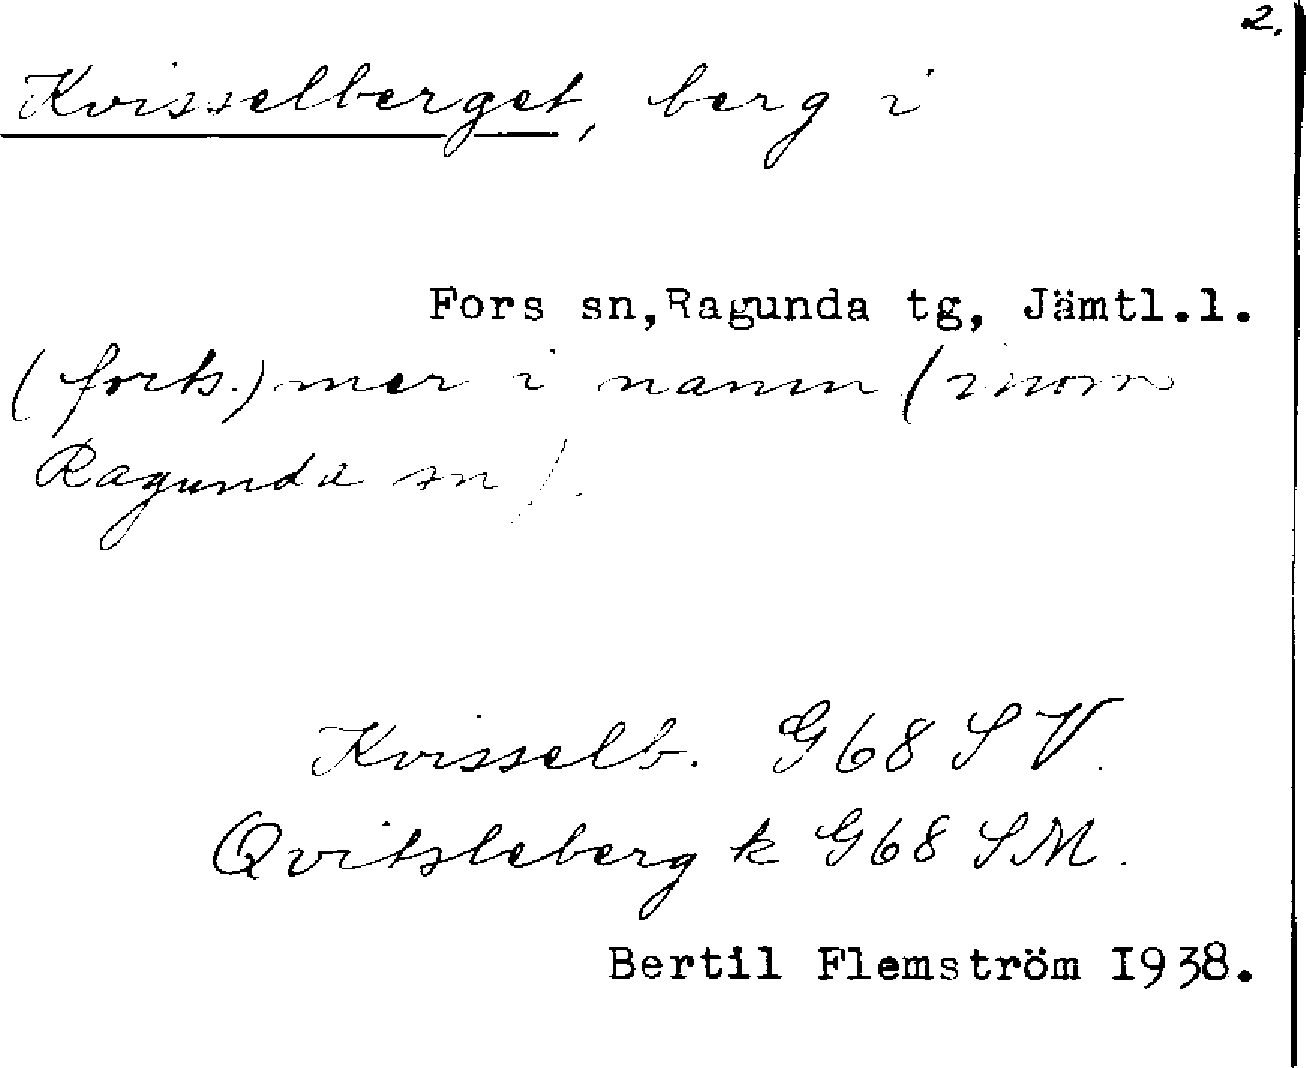 2.
Kvisselberget, berg i
Fors sn, Ragunda tg, Jämtl.l.
(forts.) mer i namn (inom
Ragunda sn).
Kvisselb. G68 SV.
Qvitsleberg k G68 SM.
Bertil Flemström 1938.